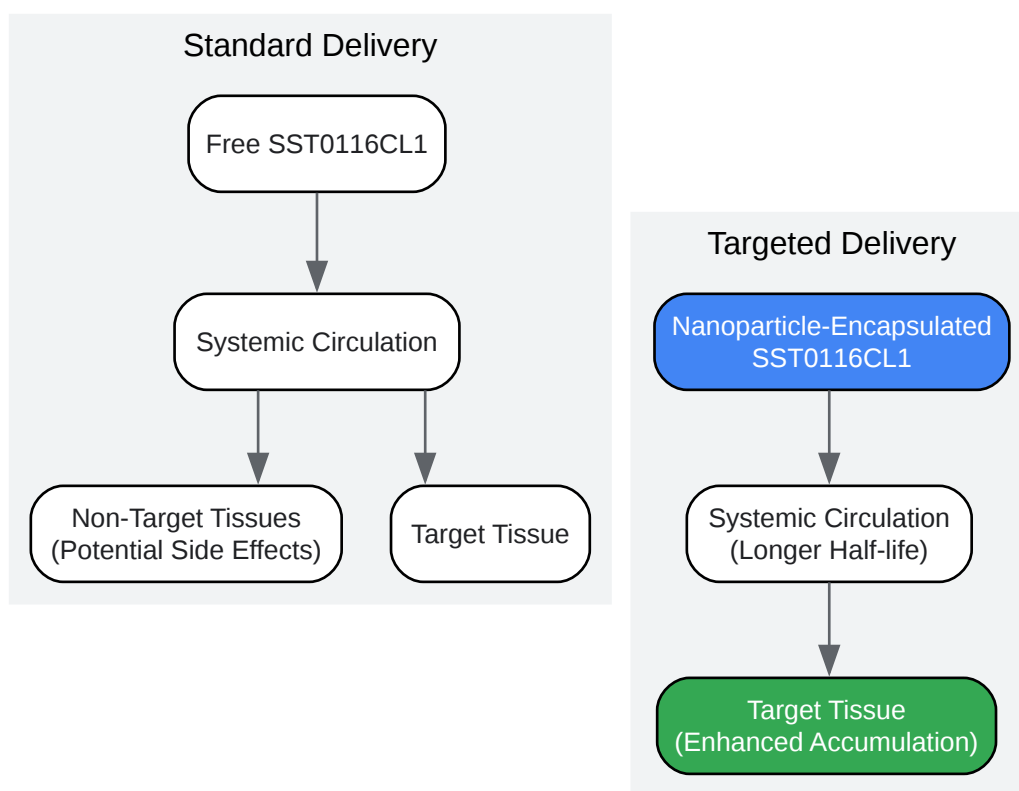 Standard Delivery
Free SST0116CL1
Systemic Circulation
Non-Target Tissues
(Potential Side Effects)
Target Tissue
Targeted Delivery
Nanoparticle-Encapsulated
SST0116CL1
Systemic Circulation
(Longer Half-life)
Target Tissue
(Enhanced Accumulation)